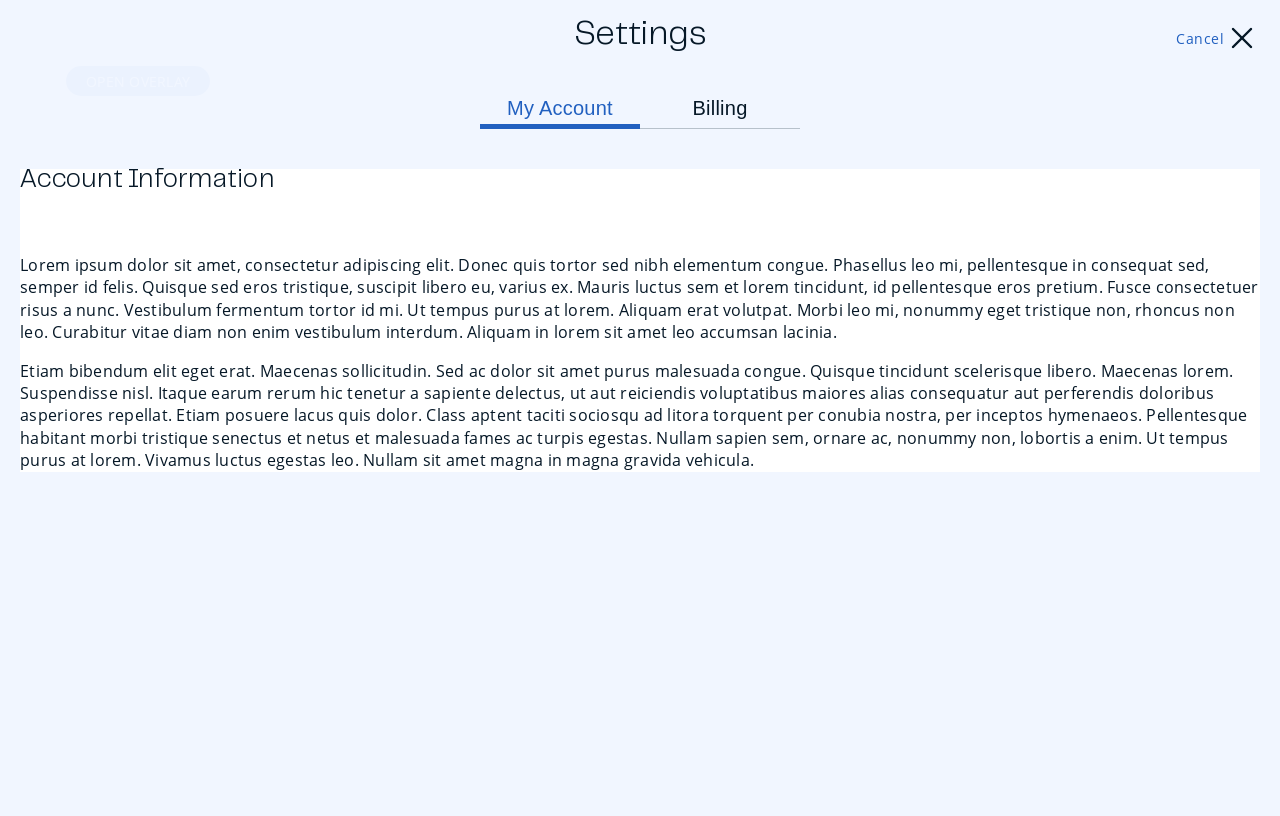 Settings
Cancel
OPEN OVERLAY
My Account
Billing
Account Information
Lorem ipsum dolor sit amet, consectetur adipiscing elit. Donec quis tortor sed nibh elementum congue. Phasellus leo mi, pellentesque in consequat sed,
semper id felis. Quisque sed eros tristique, suscipit libero eu, varius ex. Mauris luctus sem et lorem tincidunt, id pellentesque eros pretium. Fusce consectetuer
risus a nunc. Vestibulum fermentum tortor id mi. Ut tempus purus at lorem. Aliquam erat volutpat. Morbi leo mi, nonummy eget tristique non, rhoncus non
leo. Curabitur vitae diam non enim vestibulum interdum. Aliquam in lorem sit amet leo accumsan lacinia.
Etiam bibendum elit eget erat. Maecenas sollicitudin. Sed ac dolor sit amet purus malesuada congue. Quisque tincidunt scelerisque libero. Maecenas lorem.
Suspendisse nisl. Itaque earum rerum hic tenetur a sapiente delectus, ut aut reiciendis voluptatibus maiores alias consequatur aut perferendis doloribus
asperiores repellat. Etiam posuere lacus quis dolor. Class aptent taciti sociosqu ad litora torquent per conubia nostra, per inceptos hymenaeos. Pellentesque
habitant morbi tristique senectus et netus et malesuada fames ac turpis egestas. Nullam sapien sem, ornare ac, nonummy non, lobortis a enim. Ut tempus
purus at lorem. Vivamus luctus egestas leo. Nullam sit amet magna in magna gravida vehicula.